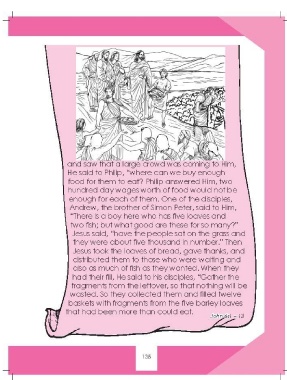 and saw that a large crowd was coming to Him,
He said to Philip, "where can we buy enough
food for them to eat? Philip answered Him, two
hundred day wages worth of food would not be
enough for each of them. One of the disciples,
Andrew, the brother of Simon Peter, said to Him,
"There is a boy here who has five loaves and
two fish; but what good are these for so many?"
Jesus said, "have the people sat on the grass and
they were about five thousand in number." Then
Jesus took the loaves of bread, gave thanks, and
distributed them to those who were waiting and
also as much of fish as they wanted. When they
had their fill, He said to his disciples, "Gather the
fragments from the leftover, so that nothing will be
wasted. So they collected them and filled twelve
baskets with fragments from the five barley loaves
that had been more than could eat.
John
138